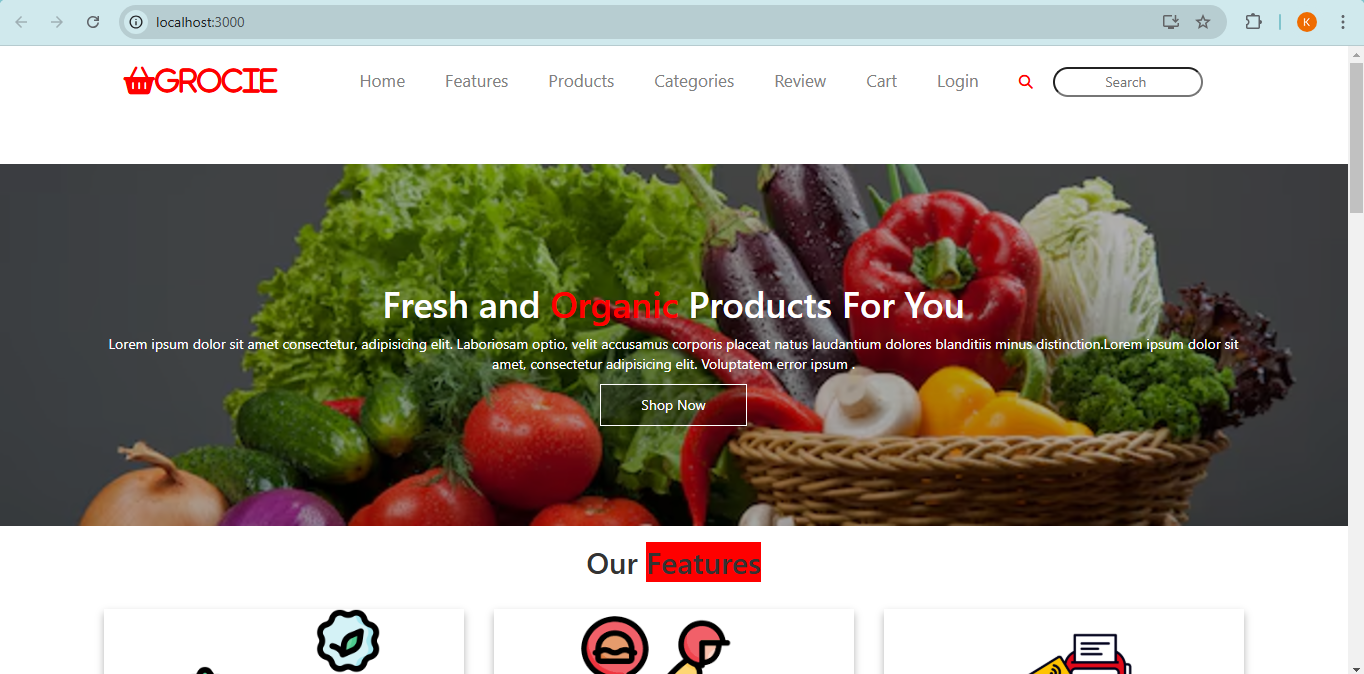 localhost:3000
K
GROCIE
Home Features Products Categories Review Cart Login Search
Fresh and Organic Products For You
Lorem ipsum dolor sit amet consectetur, adipisicing elit. Laboriosam optio, velit accusamus corporis placeat natus laudantium dolores blanditiis minus distinction.Lorem ipsum dolor sit
amet, consectetur adipisicing elit. Voluptatem error ipsum .
Shop Now
Our Features